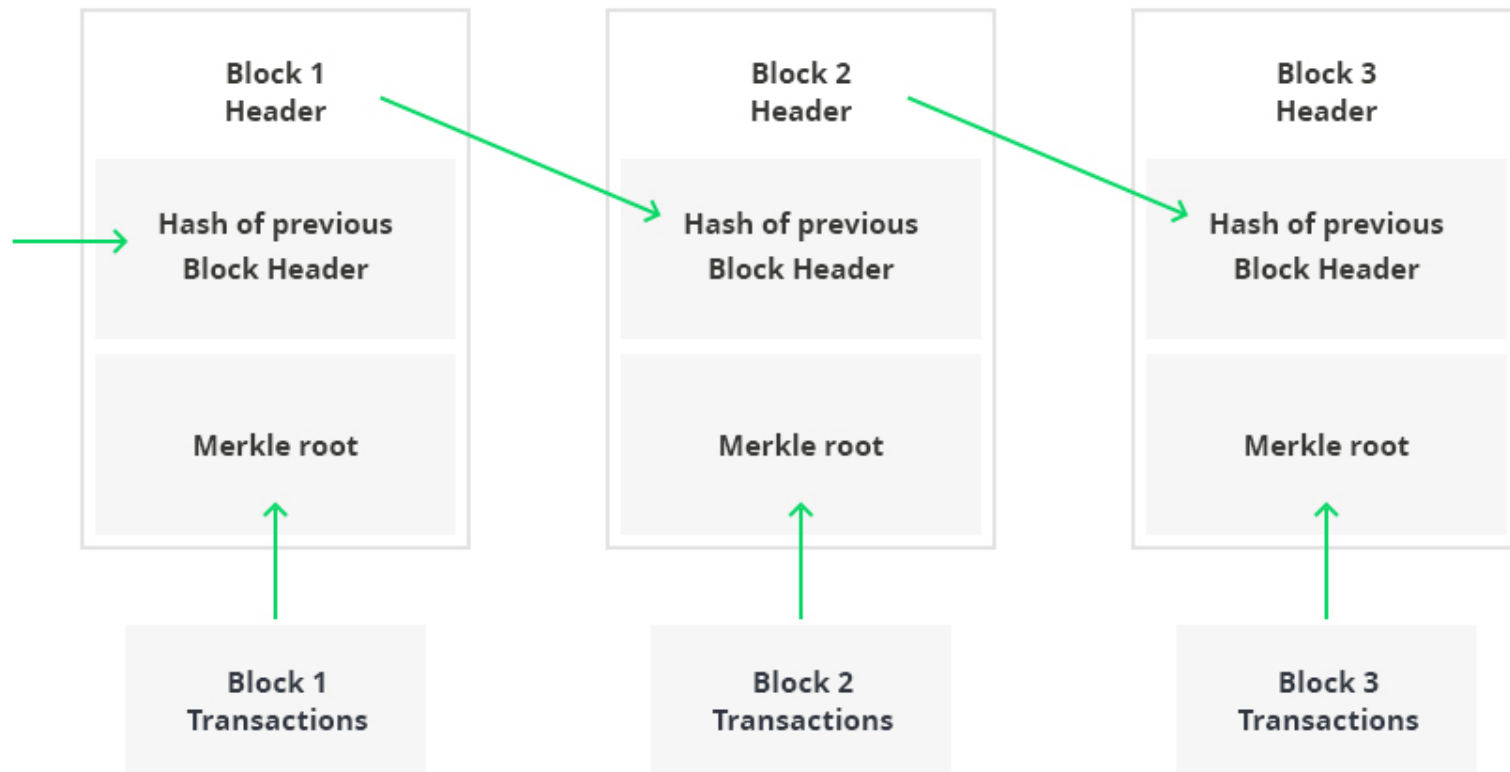 Block 1
Header
Hash of previous
Block Header
Merkle root
Block 1
Transactions
Block 2
Header
Hash of previous
Block Header
Merkle root
Block 2
Transactions
Block 3
Header
Hash of previous
Block Header
Merkle root
Block 3
Transactions